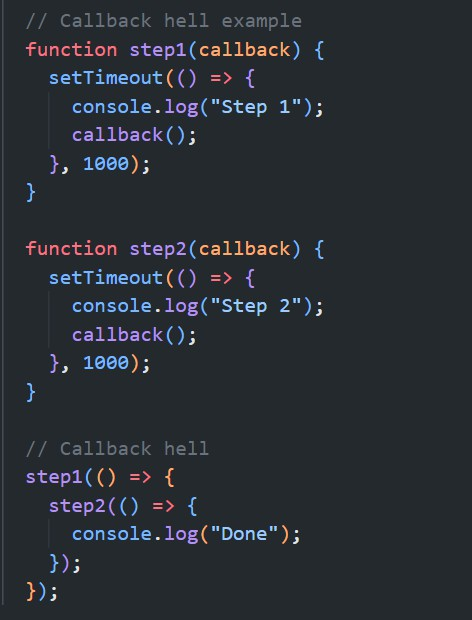 // Callback hell example
function step1(callback) {
  setTimeout(() => {
    console.log("Step 1");
    callback();
  }, 1000);
}

function step2(callback) {
  setTimeout(() => {
    console.log("Step 2");
    callback();
  }, 1000);
}

// Callback hell
step1(() => {
  step2(() => {
    console.log("Done");
  });
});